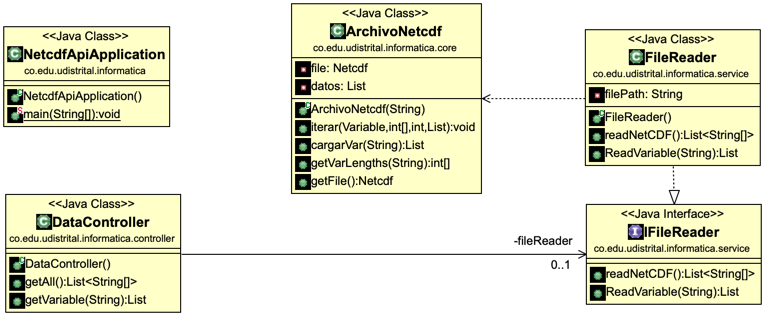 <<Java Class>>
NetcdfApiApplication
co.edu.udistrital.informatica
NetcdfApiApplication()
main(String[]):void
<<Java Class>>
ArchivoNetcdf
co.edu.udistrital.informatica.core
file: Netcdf
datos: List
ArchivoNetcdf(String)
iterar(Variable,int[],int,List):void
cargarVar(String):List
getVarLengths(String):int[]
getFile():Netcdf
<<Java Class>>
FileReader
co.edu.udistrital.informatica.service
filePath: String
FileReader()
readNetCDF():List<String[]>
ReadVariable(String):List
<<Java Class>>
DataController
co.edu.udistrital.informatica.controller
DataController()
getAll():List<String[]>
getVariable(String):List
-fileReader
0..1
<<Java Interface>>
IFileReader
co.edu.udistrital.informatica.service
readNetCDF():List<String[]>
ReadVariable(String):List